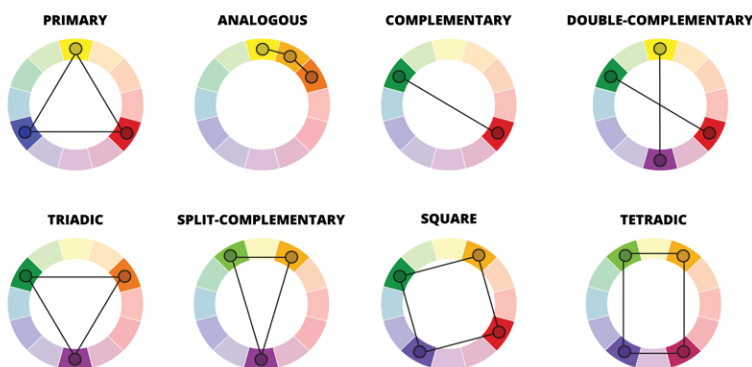 PRIMARY
ANALOGOUS
COMPLEMENTARY
DOUBLE-COMPLEMENTARY
TRIADIC
SPLIT-COMPLEMENTARY
SQUARE
TETRADIC